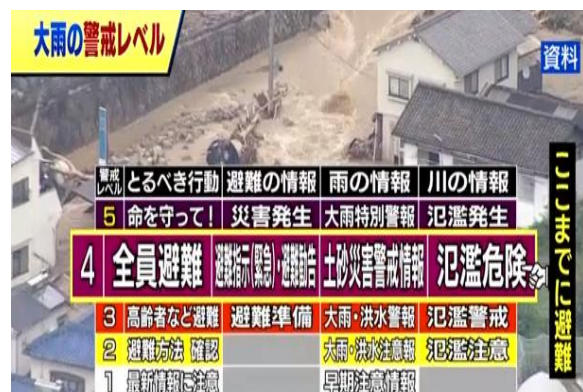 大雨の警戒レベル
資料
警戒レベル とるべき行動 避難の情報 雨の情報 川の情報
5 命を守って! 災害発生 大雨特別警報 氾濫発生
4 全員避難 避難指示(緊急)・避難勧告 土砂災害警戒情報 氾濫危険
3 高齢者など避難 避難準備 大雨・洪水警報 氾濫警戒
2 避難方法 確認 大雨・洪水注意報 氾濫注意
1 最新情報に注意 早期注意情報
ここまでに避難